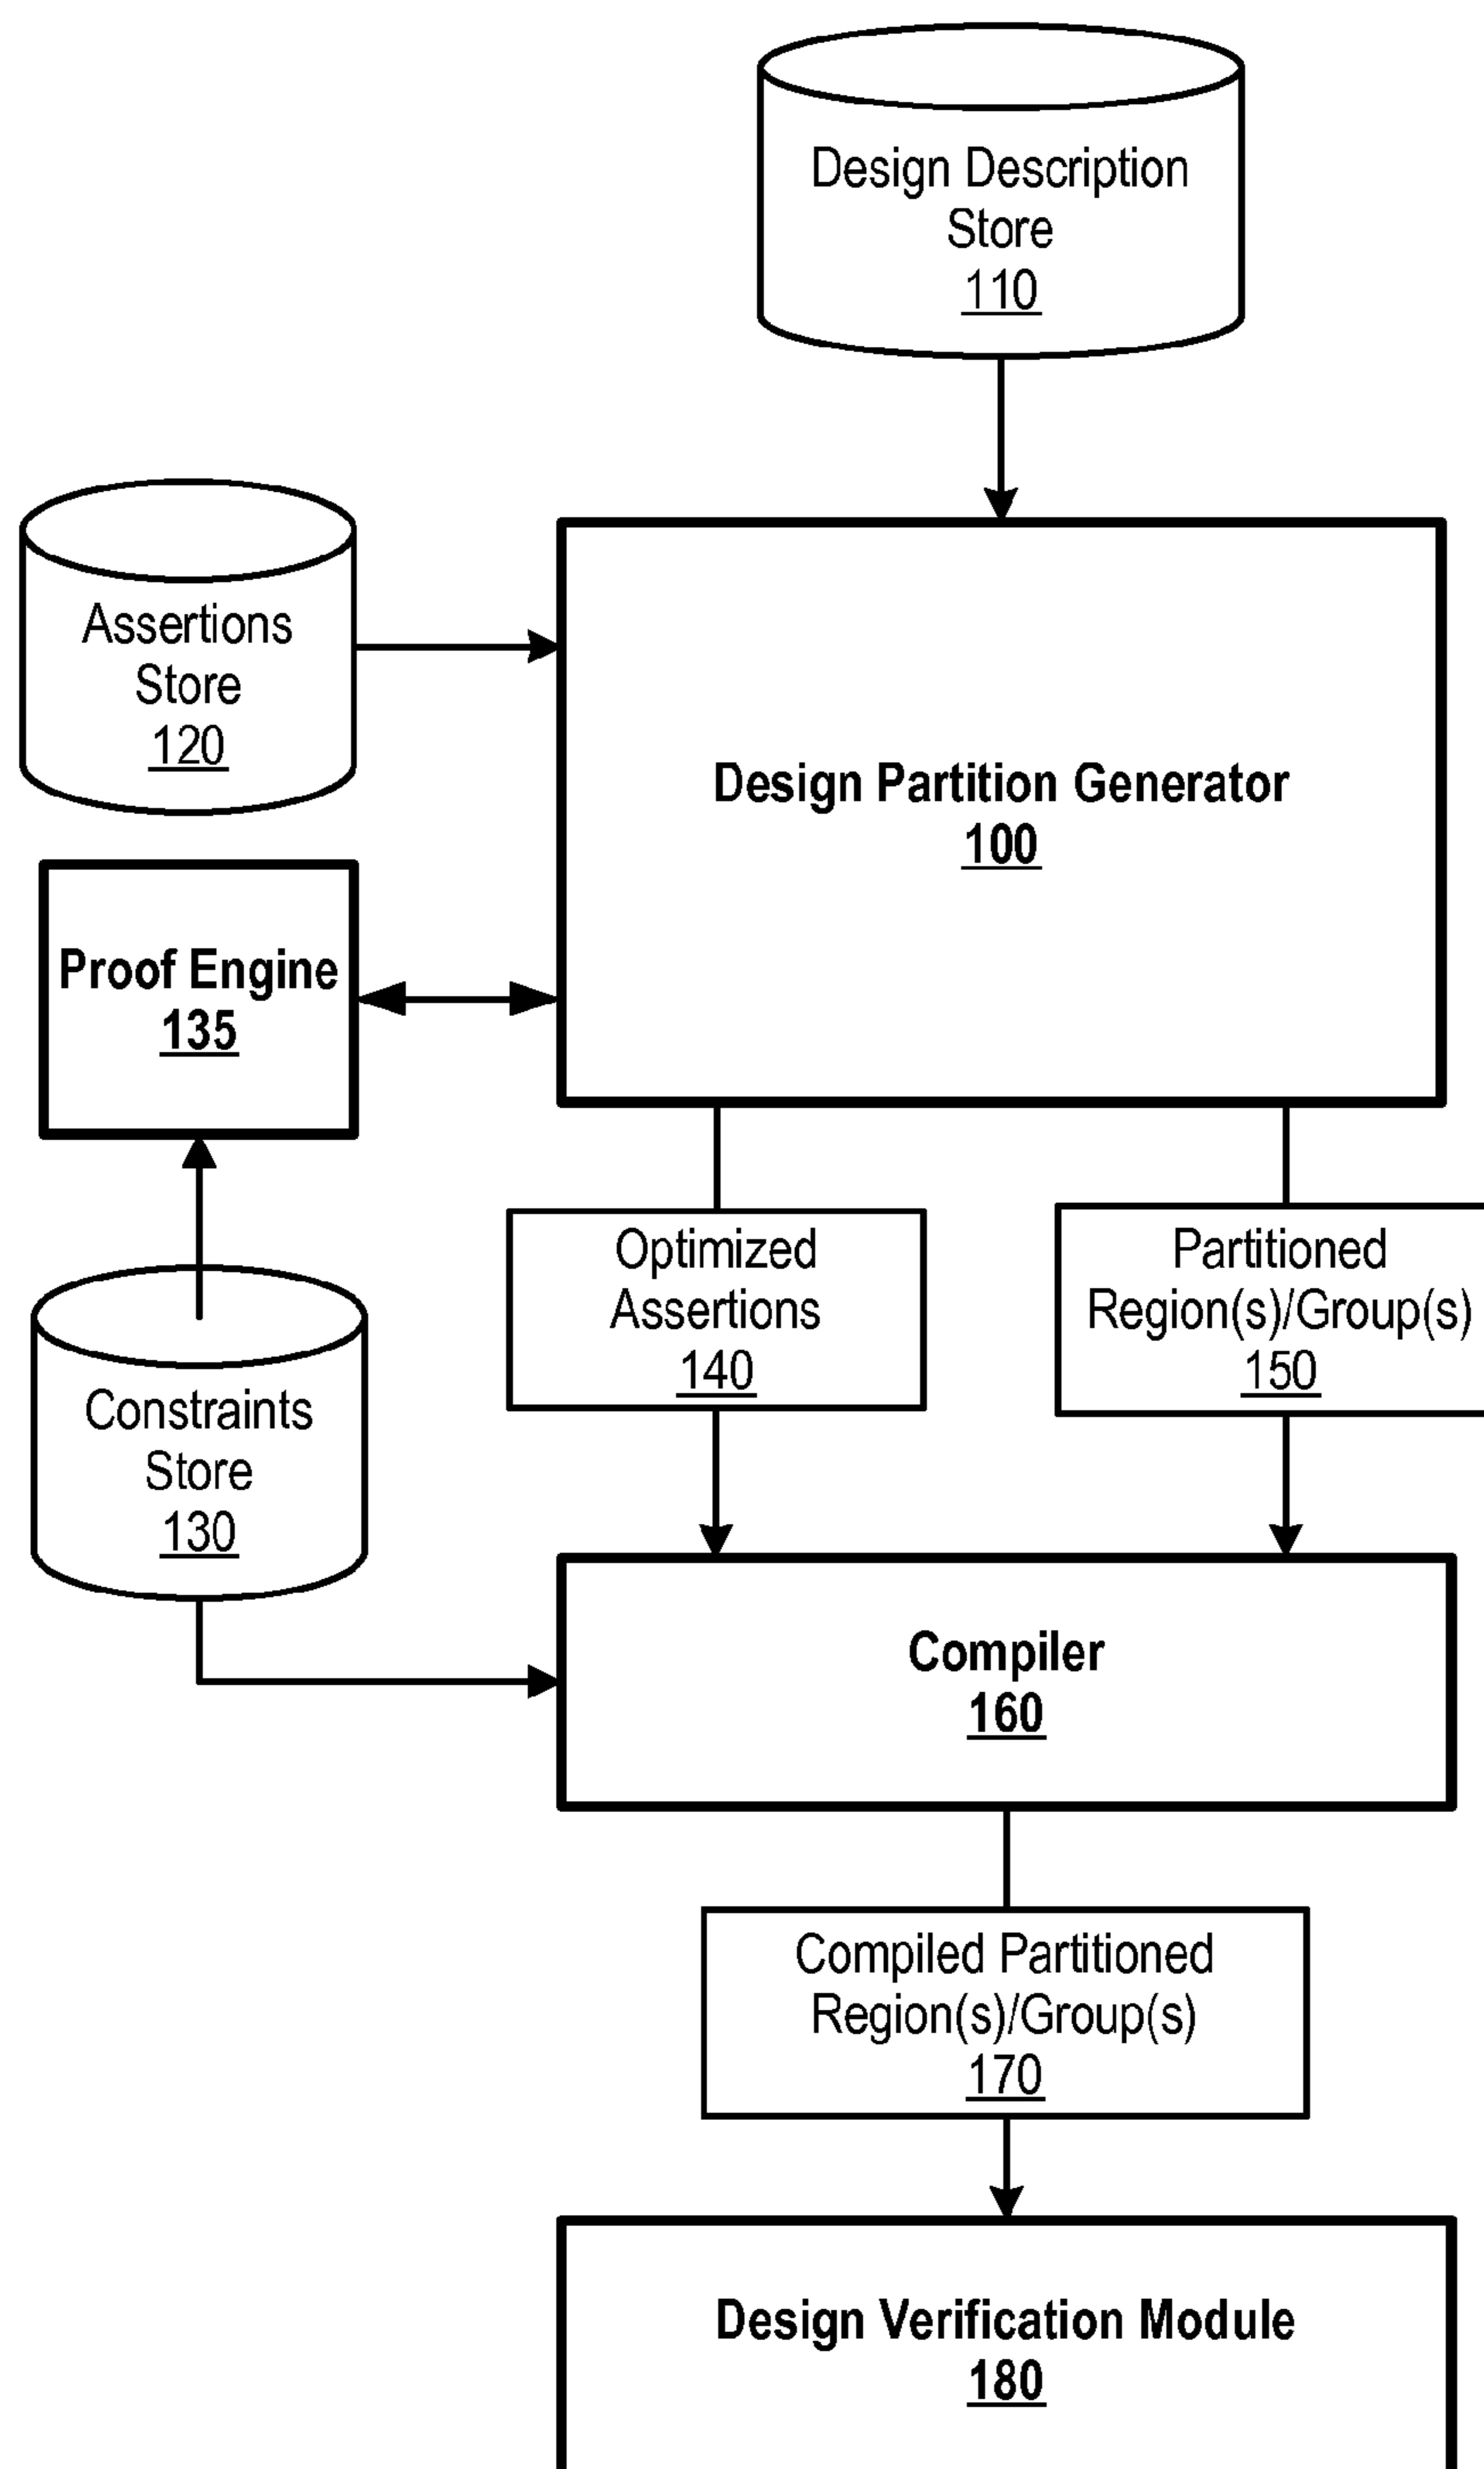 Design Description
Store
110
Assertions
Store
120
Design Partition Generator
100
Proof Engine
135
Optimized
Assertions
140
Partitioned
Region(s)/Group(s)
150
Constraints
Store
130
Compiler
160
Compiled Partitioned
Region(s)/Group(s)
170
Design Verification Module
180